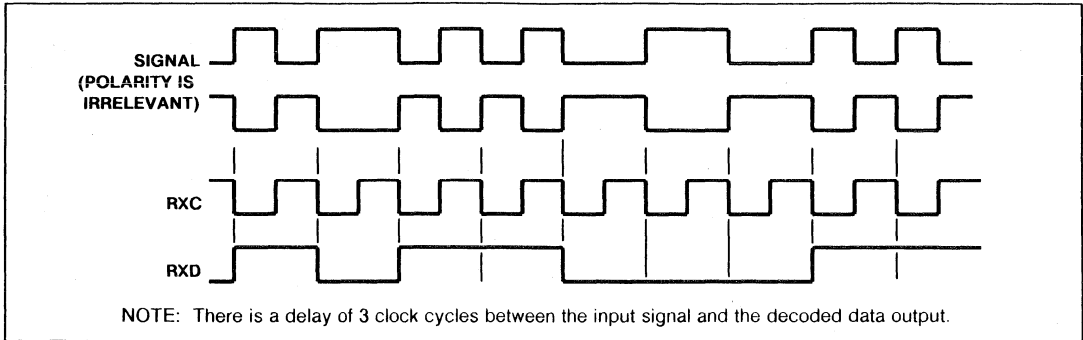 SIGNAL
(POLARITY IS
IRRELEVANT)
RXC
RXD
NOTE: There is a delay of 3 clock cycles between the input signal and the decoded data output.